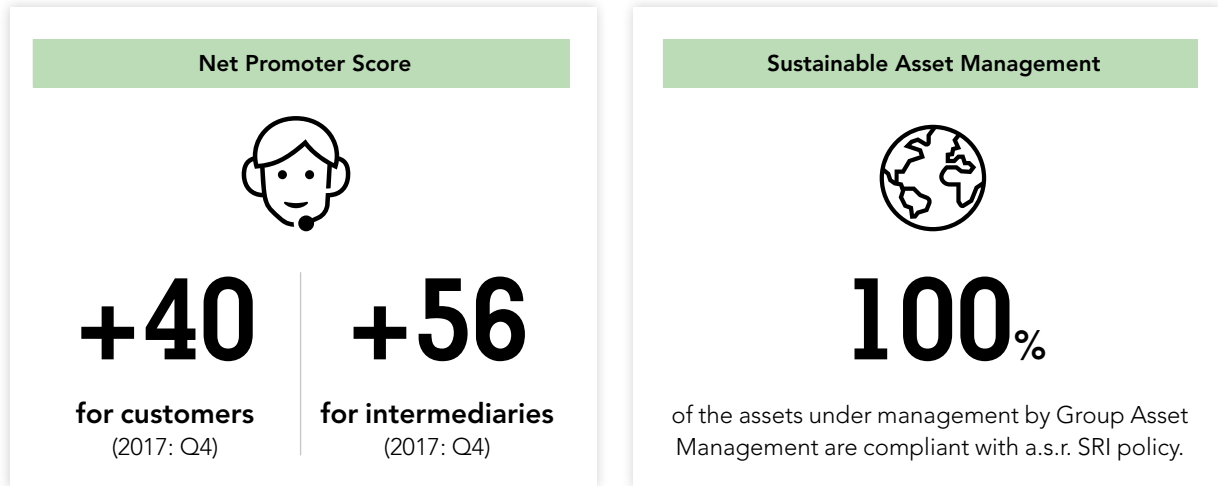 Net Promoter Score
+40
for customers
(2017: Q4)
+56
for intermediaries
(2017: Q4)
Sustainable Asset Management
100%
of the assets under management by Group Asset
Management are compliant with a.s.r. SRI policy.